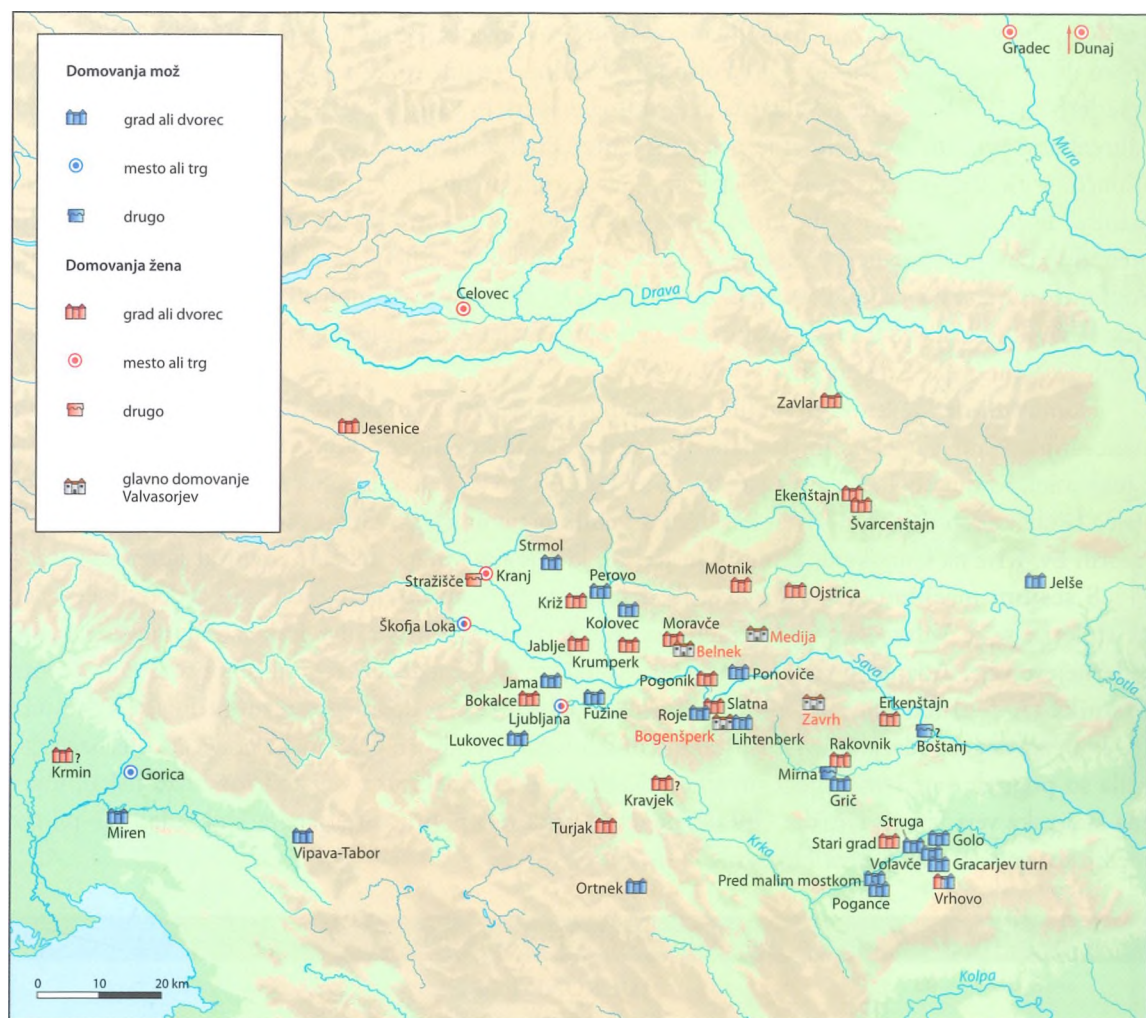 Domovanja mož
grad ali dvorec
mesto ali trg
drugo
Domovanja žena
grad ali dvorec
mesto ali trg
drugo
glavno domovanje
Valvasorjev
Gradec
Dunaj
Mura
Celovec
Drava
Zavlar
Jesenice
Ekenštajn
Švarcenštajn
Strmol
Stražišče
Kranj
Perovo
Motnik
Ojstrica
Jelše
Križ
Kolovec
Škofja Loka
Moravče
Medija
Jablje
Krumperk
Belnek
Jama
Pogonik
Ponoviče
Sava
Sotla
Bokalce
Ljubljana
Fužine
Roje
Slatna
Zavrh
Erkenštajn
Lukovec
Bogenšperk
Lihtenberk
?
Boštanj
Rakovnik
?
Krmin
Gorica
Mirna
Grič
Kravjek
?
Miren
Vipava-Tabor
Turjak
Krka
Struga
Stari grad
Golo
Volavče
Gracarjev turn
Ortnek
Pred malim mostkom
Pogance
Vrhovo
Kolpa
0 10 20 km